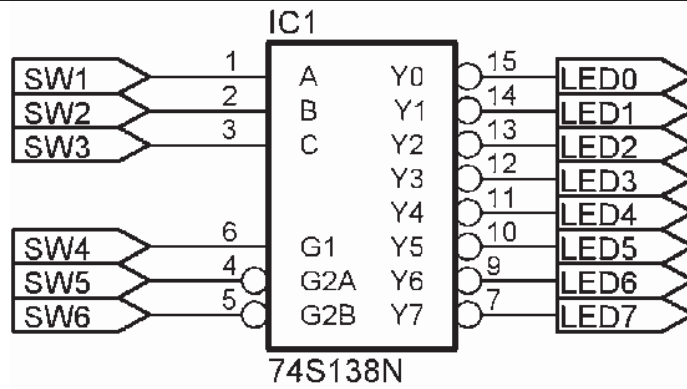 IC1
SW1 1 A Y0 15 LED0
SW2 2 B Y1 14 LED1
SW3 3 C Y2 13 LED2
Y3 12 LED3
Y4 11 LED4
SW4 6 G1 Y5 10 LED5
SW5 4 G2A Y6 9 LED6
SW6 5 G2B Y7 7 LED7
74S138N